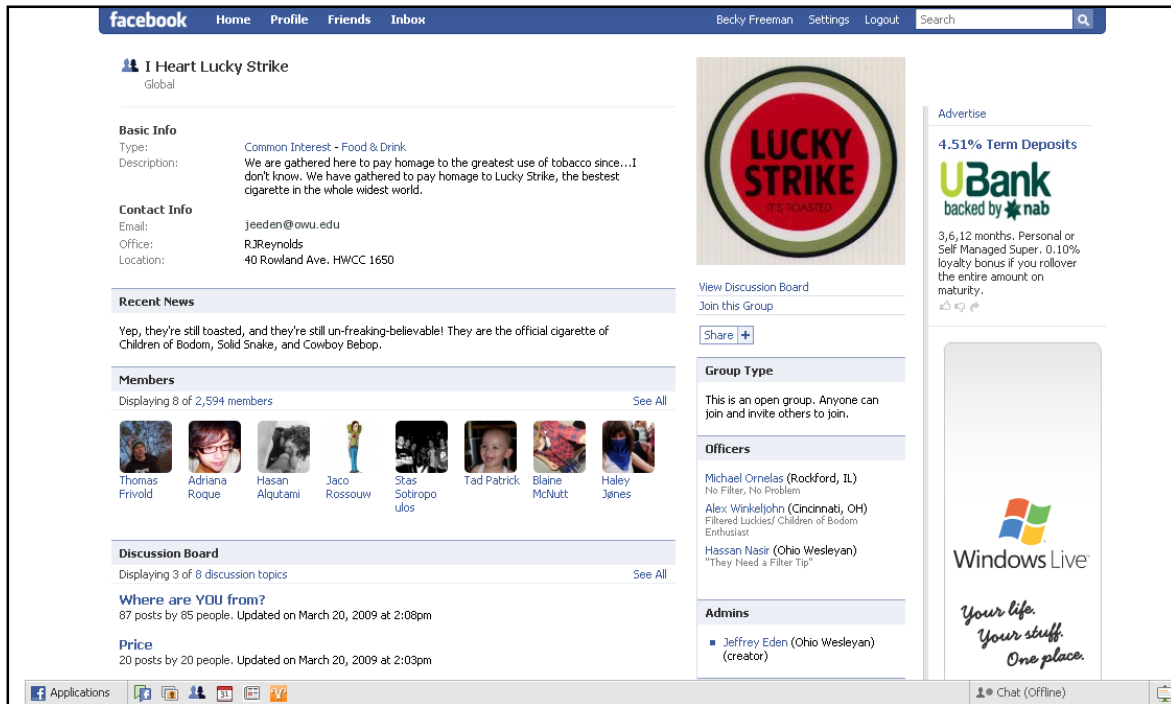 facebook Home Profile Friends Inbox Becky Freeman Settings Logout Search
I Heart Lucky Strike
Global
Basic Info
Type: Common Interest - Food & Drink
Description: We are gathered here to pay homage to the greatest use of tobacco since...I
don't know. We have gathered to pay homage to Lucky Strike, the bestest
cigarette in the whole widest world.
Contact Info
Email: jeeden@owu.edu
Office: RJReynolds
Location: 40 Rowland Ave. HWCC 1650
Recent News
Yep, they're still toasted, and they're still un-freaking-believable! They are the official cigarette of
Children of Bodom, Solid Snake, and Cowboy Bebop.
Members
Displaying 8 of 2,594 members See All
Thomas Frivold
Adriana Roque
Hasan Alqutami
Jaco Rossouw
Stas Sotiropo ulos
Tad Patrick
Blaine McNutt
Haley Jønes
Discussion Board
Displaying 3 of 8 discussion topics See All
Where are YOU from?
87 posts by 85 people. Updated on March 20, 2009 at 2:08pm
Price
20 posts by 20 people. Updated on March 20, 2009 at 2:03pm
LUCKY
STRIKE
IT'S TOASTED
View Discussion Board
Join this Group
Share +
Group Type
This is an open group. Anyone can
join and invite others to join.
Officers
Michael Ornelas (Rockford, IL)
No Filter, No Problem
Alex Winkeljohn (Cincinnati, OH)
Filtered Luckies/ Children of Bodom
Enthusiast
Hassan Nasir (Ohio Wesleyan)
"They Need a Filter Tip"
Admins
Jeffrey Eden (Ohio Wesleyan)
(creator)
Advertise
4.51% Term Deposits
UBank
backed by nab
3,6,12 months. Personal or
Self Managed Super. 0.10%
loyalty bonus if you rollover
the entire amount on
maturity.
Windows Live
Your life.
Your stuff.
One place.
Applications 31 Chat (Offline)